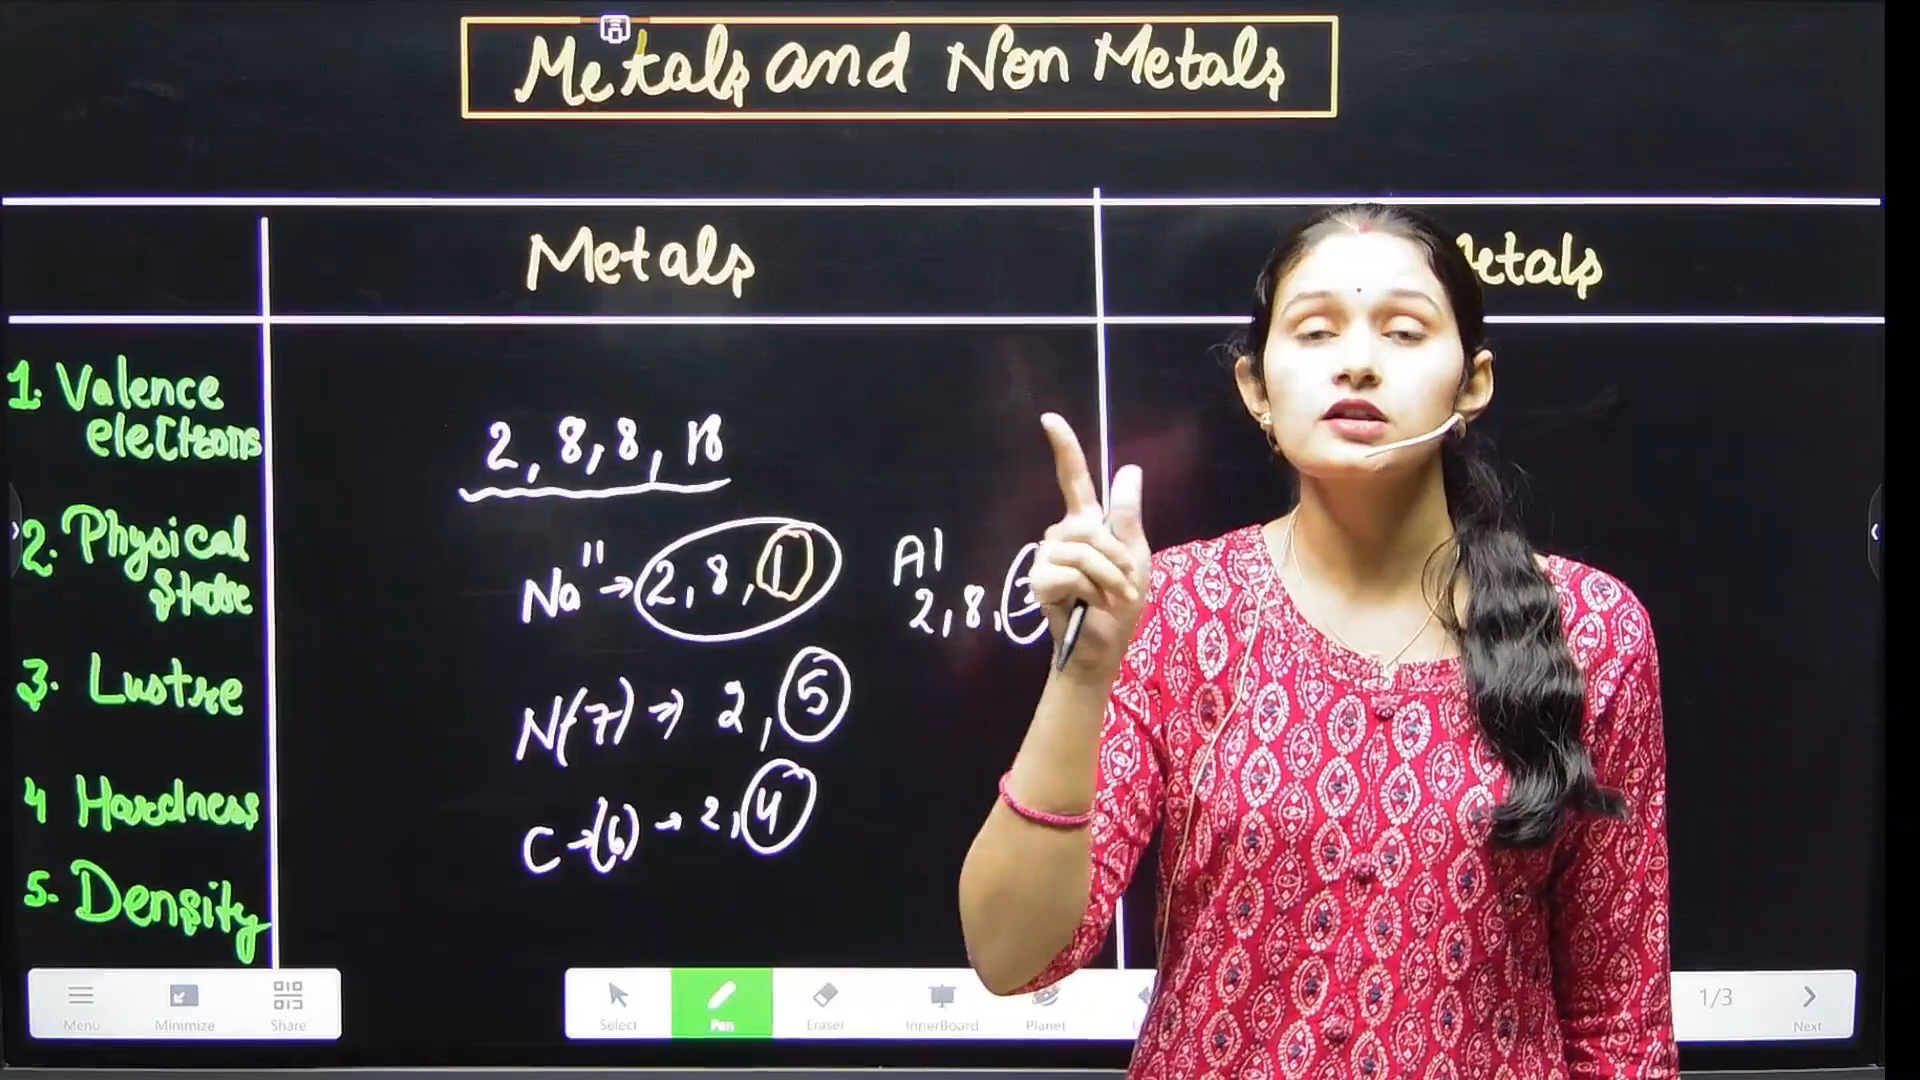 Metals and Non Metals
Metals
etals
1. Valence
electrons
2. Physical
state
3. Lustre
4 Hardness
5. Density
2, 8, 8, 18
Na 11 → 2, 8, 1
Al
2, 8,
N(7) → 2, 5
C → (6) → 2, 4
Menu
Minimize
Share
Select
Pen
Eraser
InnerBoard
Planet
1/3
Next